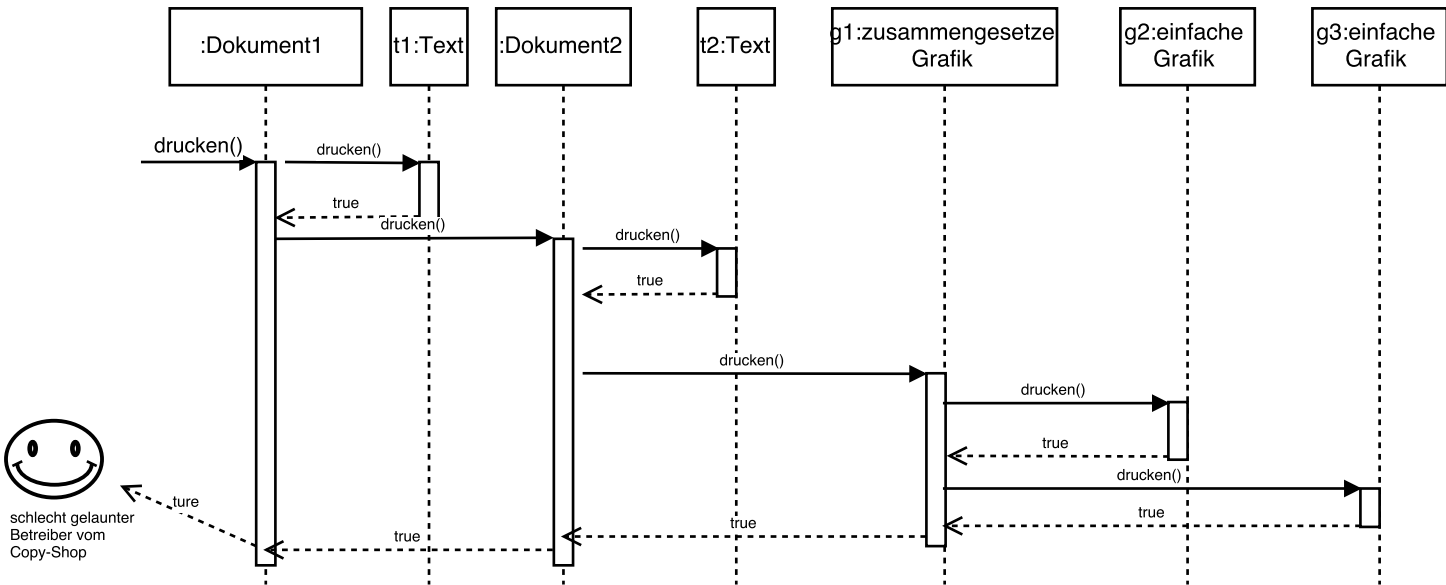 :Dokument1
t1:Text
:Dokument2
t2:Text
g1:zusammengesetze
Grafik
g2:einfache
Grafik
g3:einfache
Grafik
drucken()
drucken()
true
drucken()
drucken()
true
drucken()
drucken()
true
drucken()
true
true
true
ture
schlecht gelaunter
Betreiber vom
Copy-Shop